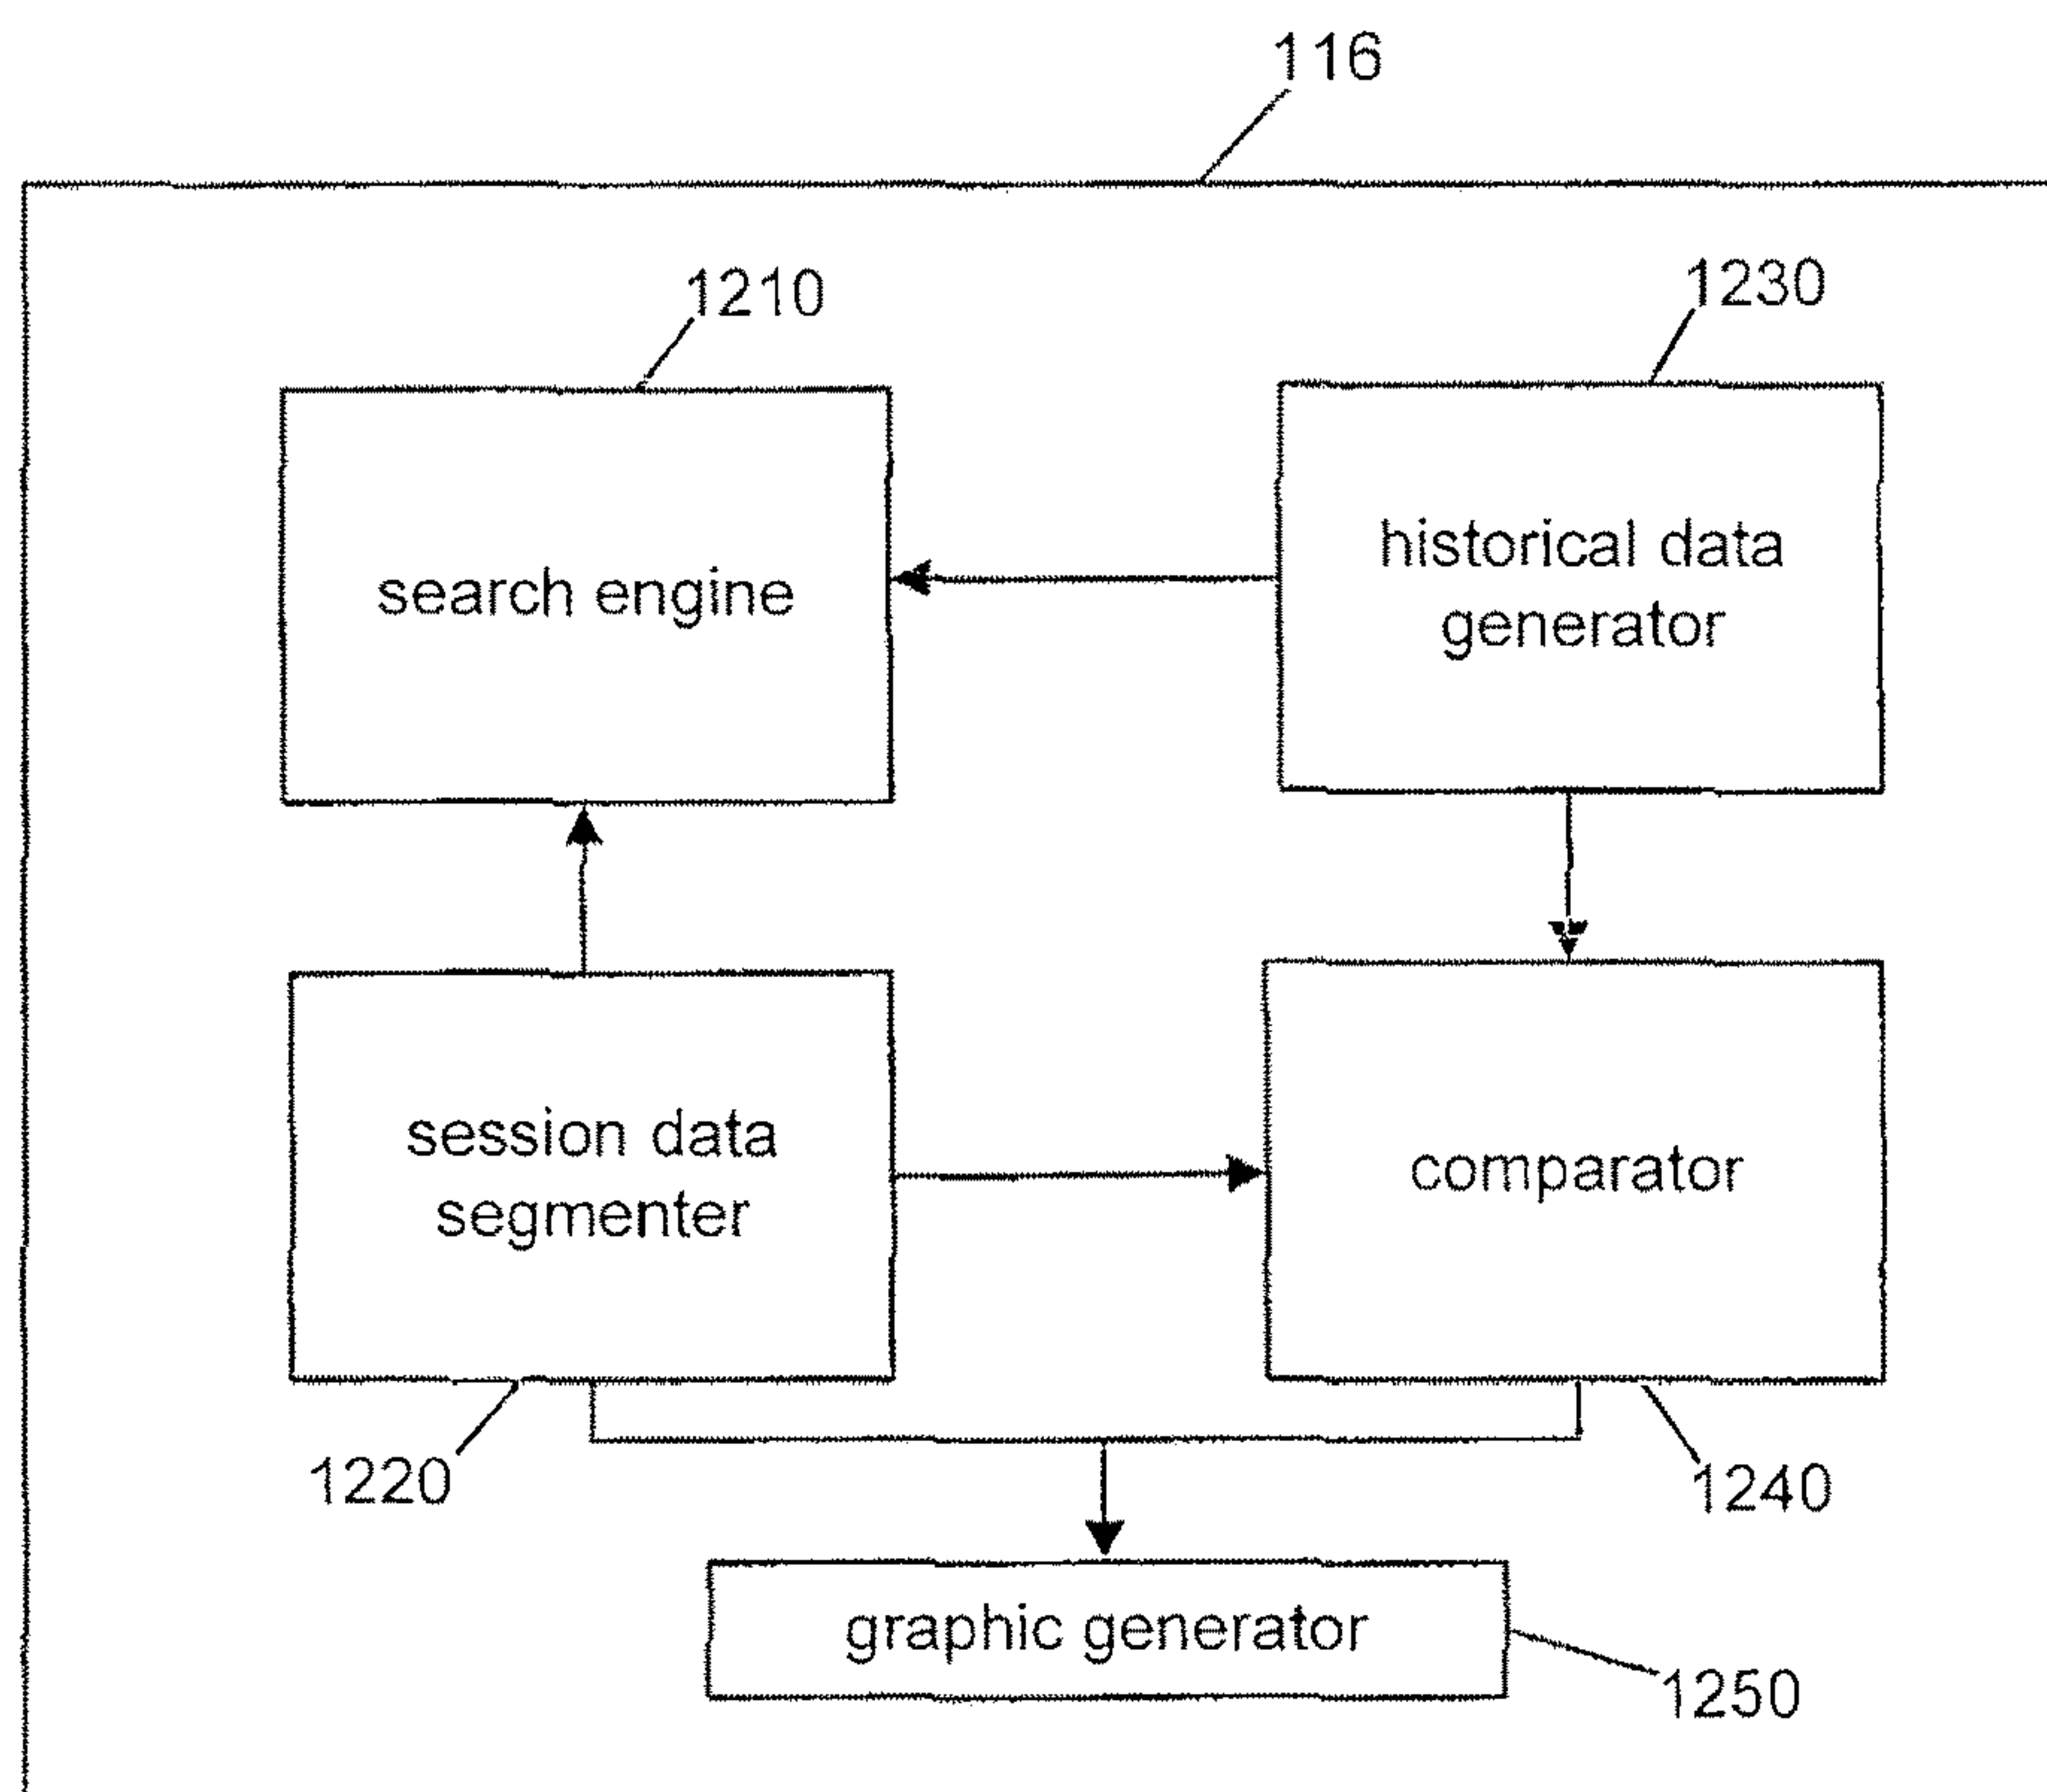 116
1210
1230
search engine
historical data
generator
session data
segmenter
comparator
1220
1240
graphic generator
1250